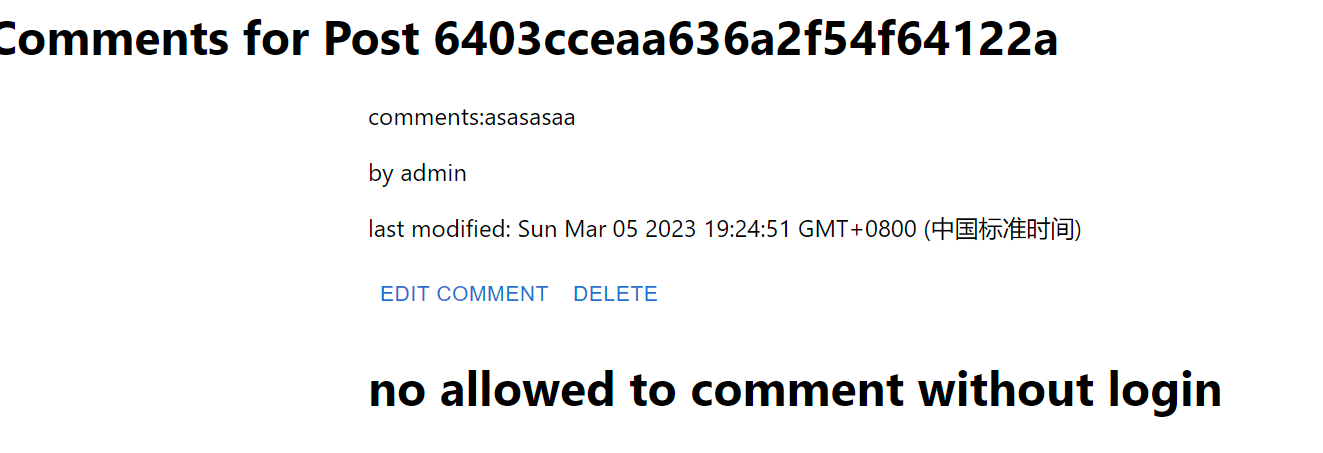 Comments for Post 6403cceaa636a2f54f64122a
comments:asasasaa
by admin
last modified: Sun Mar 05 2023 19:24:51 GMT+0800 (中国标准时间)
EDIT COMMENT DELETE
no allowed to comment without login